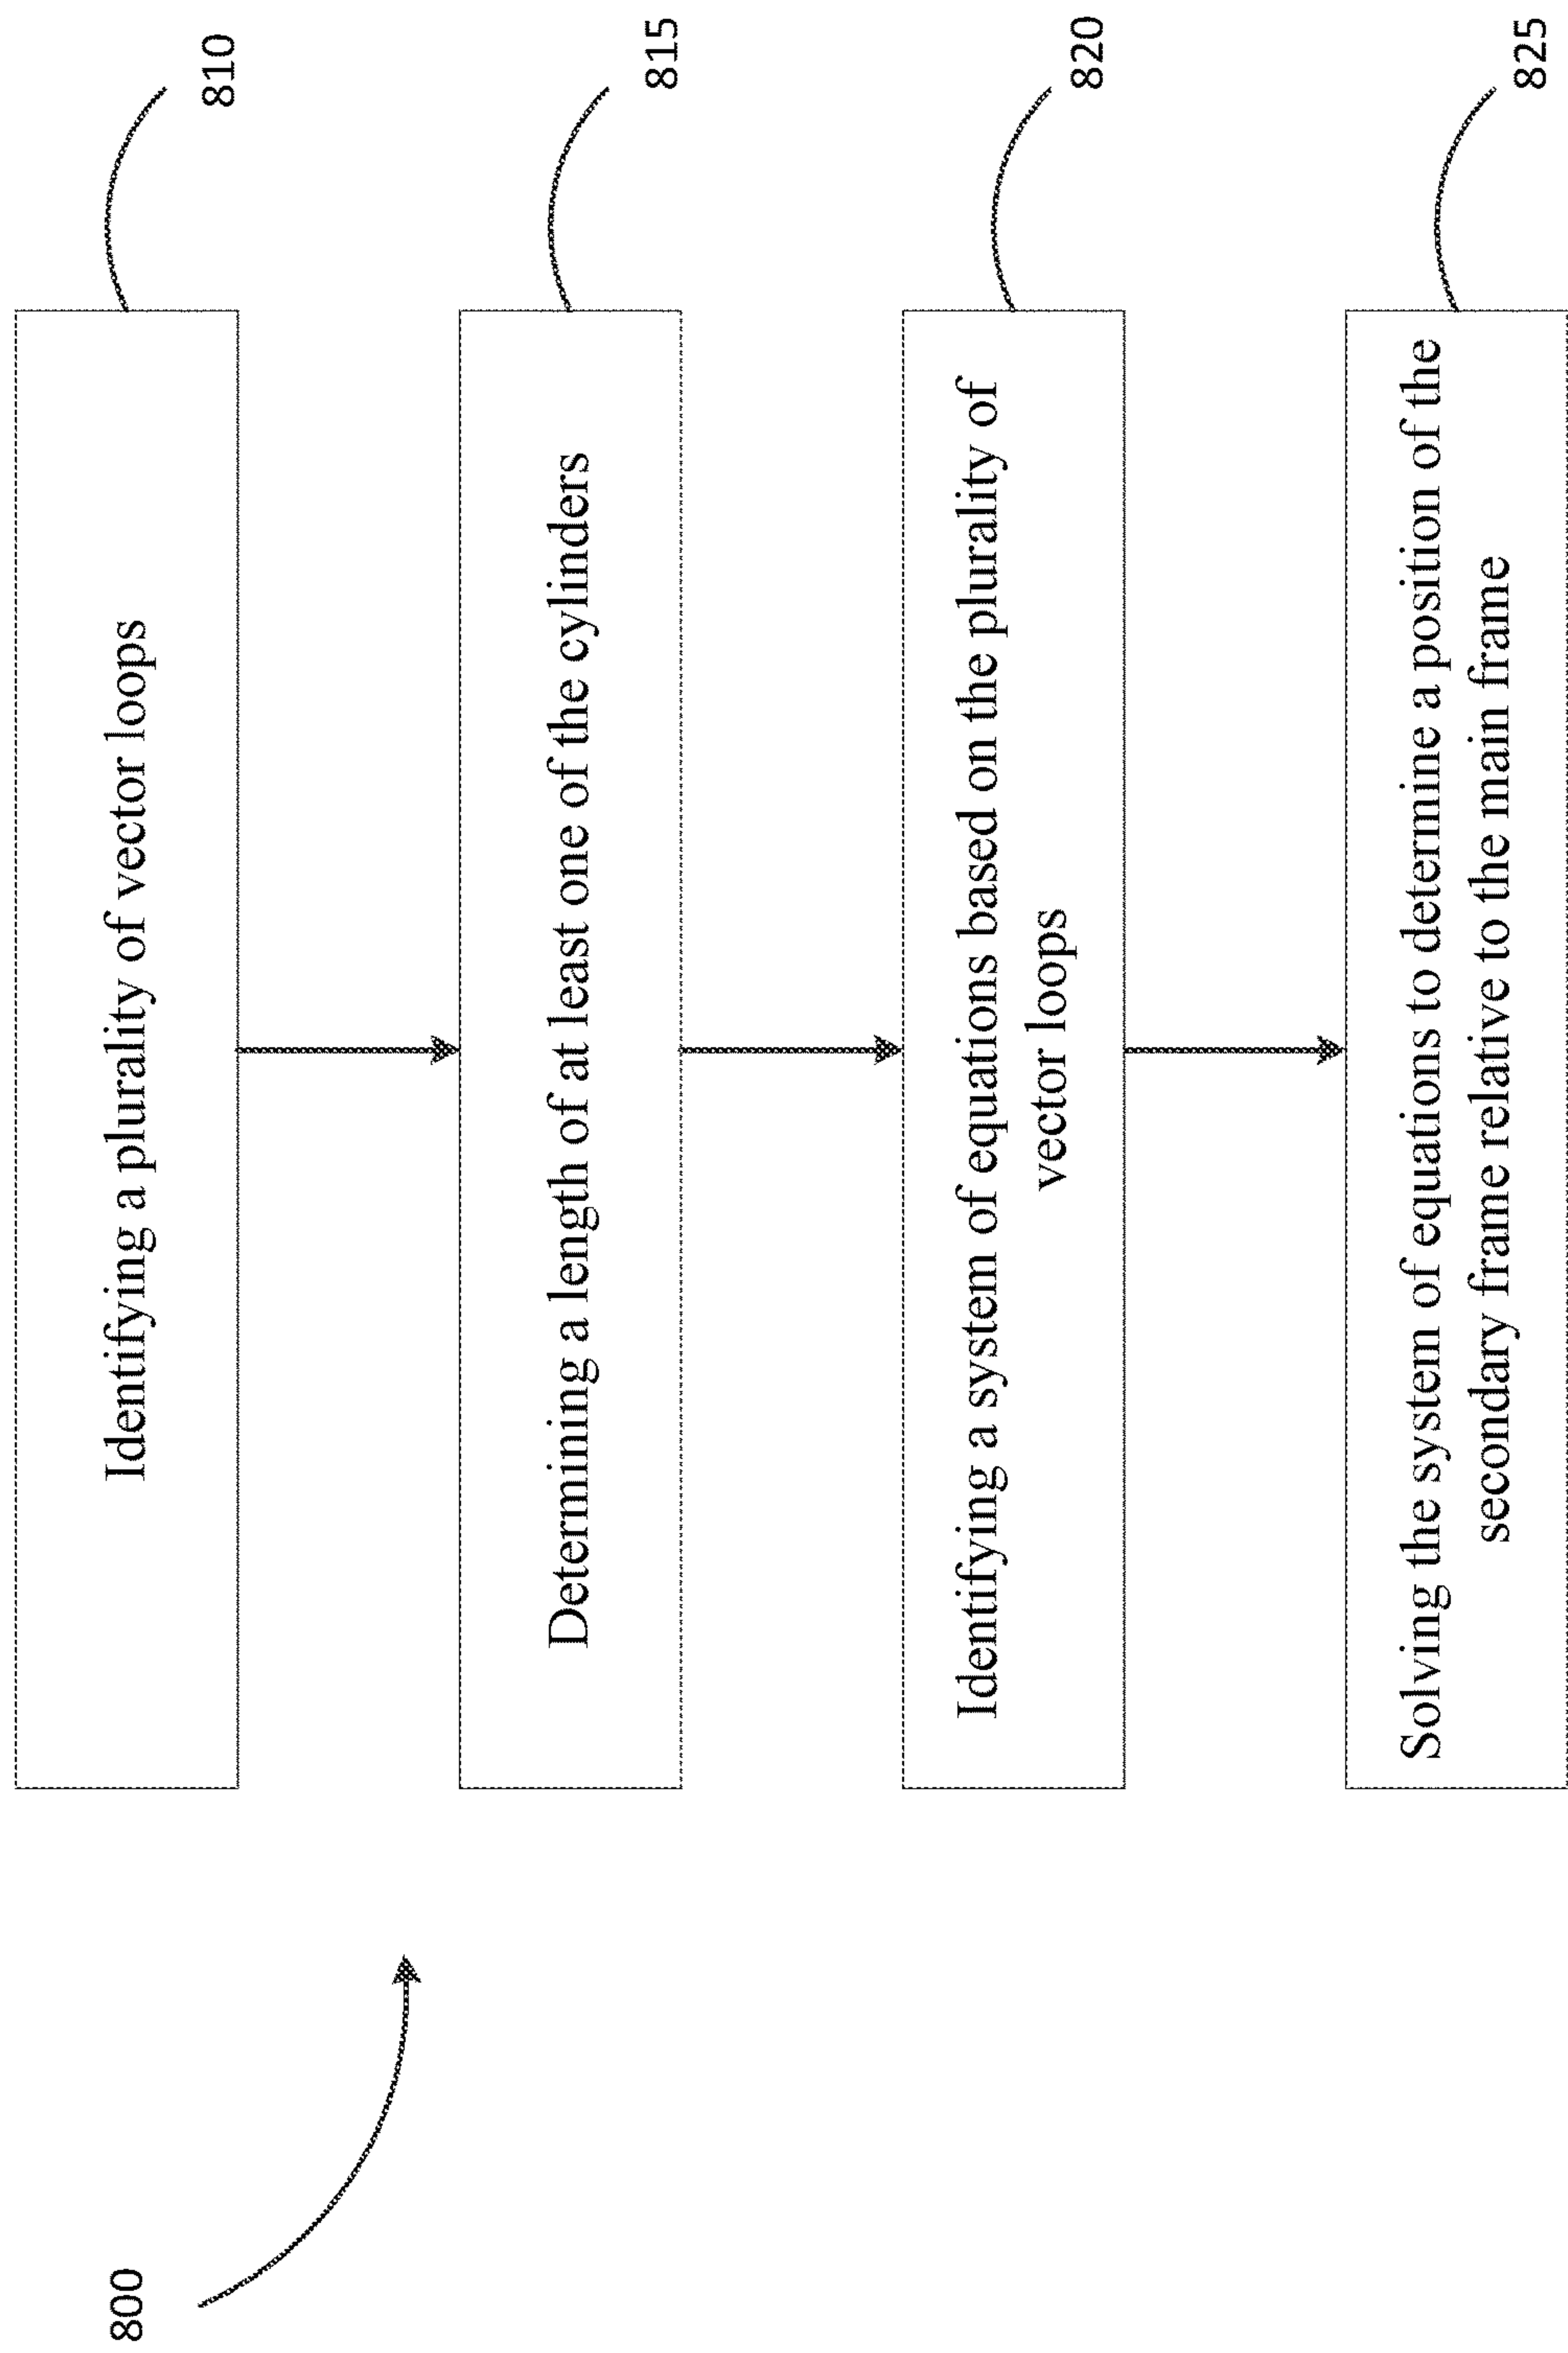 800
Identifying a plurality of vector loops
810
Determining a length of at least one of the cylinders
815
Identifying a system of equations based on the plurality of
vector loops
820
Solving the system of equations to determine a position of the
secondary frame relative to the main frame
825